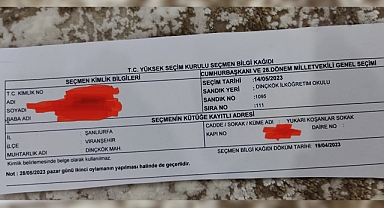 T.C. YÜKSEK SEÇİM KURULU SEÇMEN BİLGİ KAĞIDI
SEÇMEN KİMLİK BİLGİLERİ
T.C. KİMLİK NO
ADI
SOYADI
BABA ADI
CUMHURBAŞKANI VE 28.DÖNEM MİLLETVEKİLİ GENEL SEÇİMİ
SEÇİM TARİHİ :14/05/2023
SANDIK YERİ : DİNÇKÖK İLKÖĞRETİM OKULU
SANDIK NO :1095
SIRA NO :111
SEÇMENİN KÜTÜĞE KAYITLI ADRESİ
İL : ŞANLIURFA
İLÇE : VİRANŞEHİR
MUHTARLIK ADI : DİNÇKÖK MAH.
CADDE / SOKAK / KÜME ADI : YUKARI KOŞANLAR SOKAK
KAPI NO : DAİRE NO :
Kimlik belirlemesinde belge olarak kullanılmaz.
SEÇMEN BİLGİ KAĞIDI DÖKÜM TARİHİ: 19/04/2023
Not : 28/05/2023 pazar günü ikinci oylamanın yapılması halinde de geçerlidir.